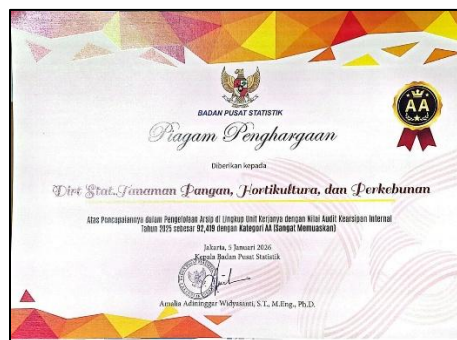 BADAN PUSAT STATISTIK
Piagam Penghargaan
AA
Diberikan kepada
Dirt Stat. Tanaman Pangan, Hortikultura, dan Perkebunan
Atas Pencapaiannya dalam Pengelolaan Arsip di Lingkup Unit Kerjanya dengan Nilai Audit Kearsipan Internal
Tahun 2025 sebesar 92,419 dengan Kategori AA (Sangat Memuaskan)
Jakarta, 5 Januari 2026
Kepala Badan Pusat Statistik
Amalia Adininggar Widyasanti, S.T., M.Eng., Ph.D.